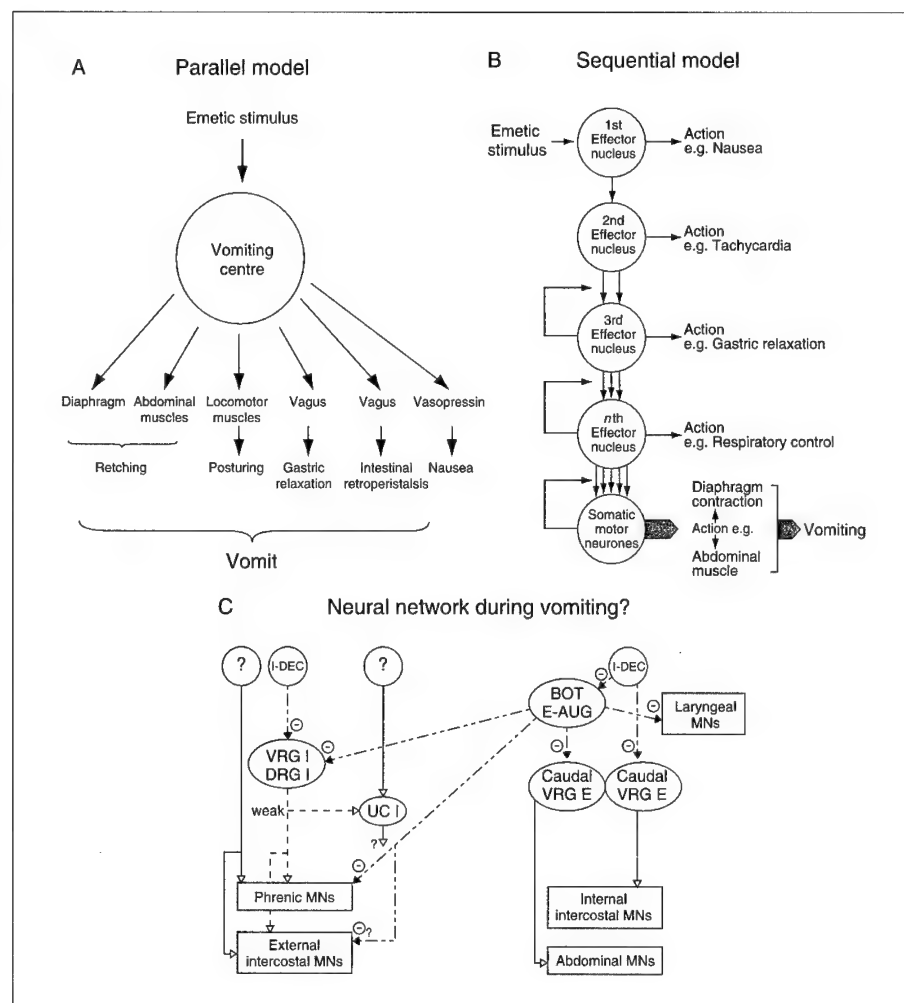 A Parallel model
Emetic stimulus
Vomiting
centre
Diaphragm Abdominal Locomotor Vagus Vagus Vasopressin
muscles muscles
Retching Posturing Gastric Intestinal Nausea
relaxation retroperistalsis
Vomit
B Sequential model
Emetic
stimulus
1st
Effector
nucleus
Action
e.g. Nausea
2nd
Effector
nucleus
Action
e.g. Tachycardia
3rd
Effector
nucleus
Action
e.g. Gastric relaxation
nth
Effector
nucleus
Action
e.g. Respiratory control
Somatic
motor
neurones
Diaphragm
contraction
Action e.g.
Abdominal
muscle
Vomiting
C Neural network during vomiting?
? I-DEC ? I-DEC
BOT
E-AUG
Laryngeal
MNs
VRG I
DRG I
Caudal
VRG E
Caudal
VRG E
weak
UC I
?
Phrenic MNs
External
intercostal MNs
?
Internal
intercostal MNs
Abdominal MNs